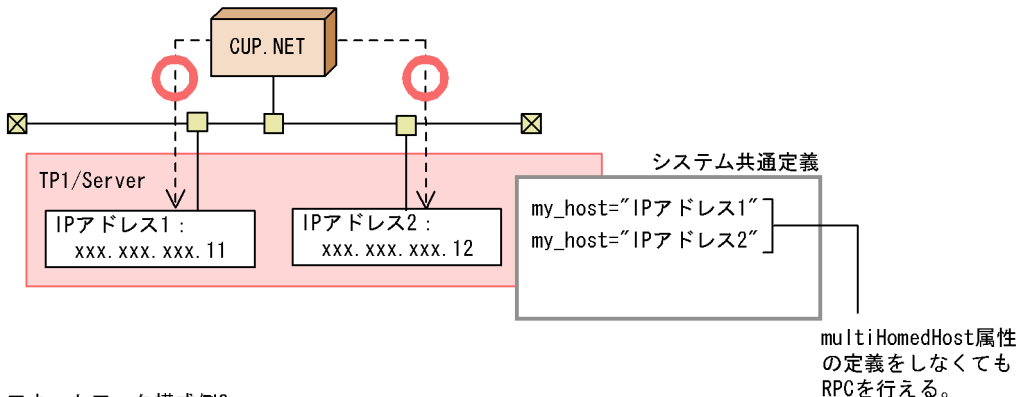 CUP.NET
TP1/Server
システム共通定義
IPアドレス1：
xxx.xxx.xxx.11
IPアドレス2：
xxx.xxx.xxx.12
my_host="IPアドレス1"
my_host="IPアドレス2"
multiHomedHost属性
の定義をしなくても
RPCを行える。